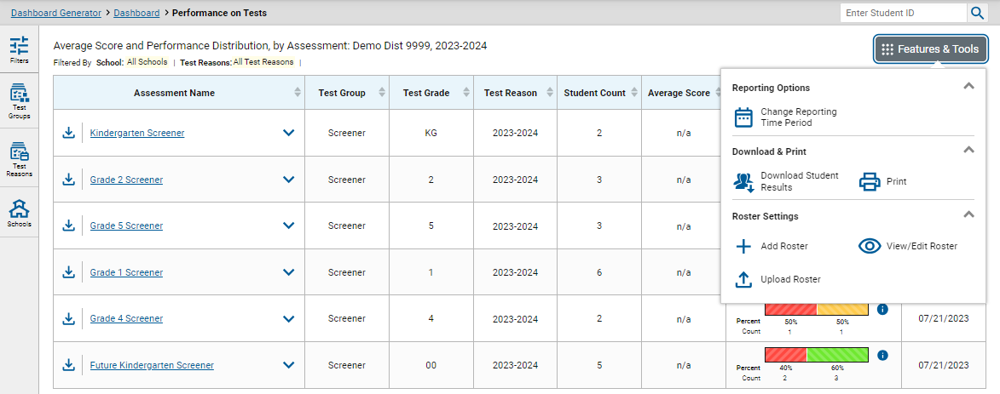 Dashboard Generator > Dashboard > Performance on Tests
Enter Student ID
Filters
Test
Groups
Test
Reasons
Schools
Average Score and Performance Distribution, by Assessment: Demo Dist 9999, 2023-2024
Filtered By School: All Schools | Test Reasons: All Test Reasons |
Features & Tools
Reporting Options
Change Reporting
Time Period
Download & Print
Download Student
Results
Print
Roster Settings
Add Roster
View/Edit Roster
Upload Roster
Assessment Name Test Group Test Grade Test Reason Student Count Average Score
Kindergarten Screener Screener KG 2023-2024 2 n/a
Grade 2 Screener Screener 2 2023-2024 3 n/a
Grade 5 Screener Screener 5 2023-2024 3 n/a
Grade 1 Screener Screener 1 2023-2024 6 n/a
Grade 4 Screener Screener 4 2023-2024 2 n/a 07/21/2023
Percent 50% 50%
Count 1 1
Future Kindergarten Screener Screener 00 2023-2024 5 n/a 07/21/2023
Percent 40% 60%
Count 2 3